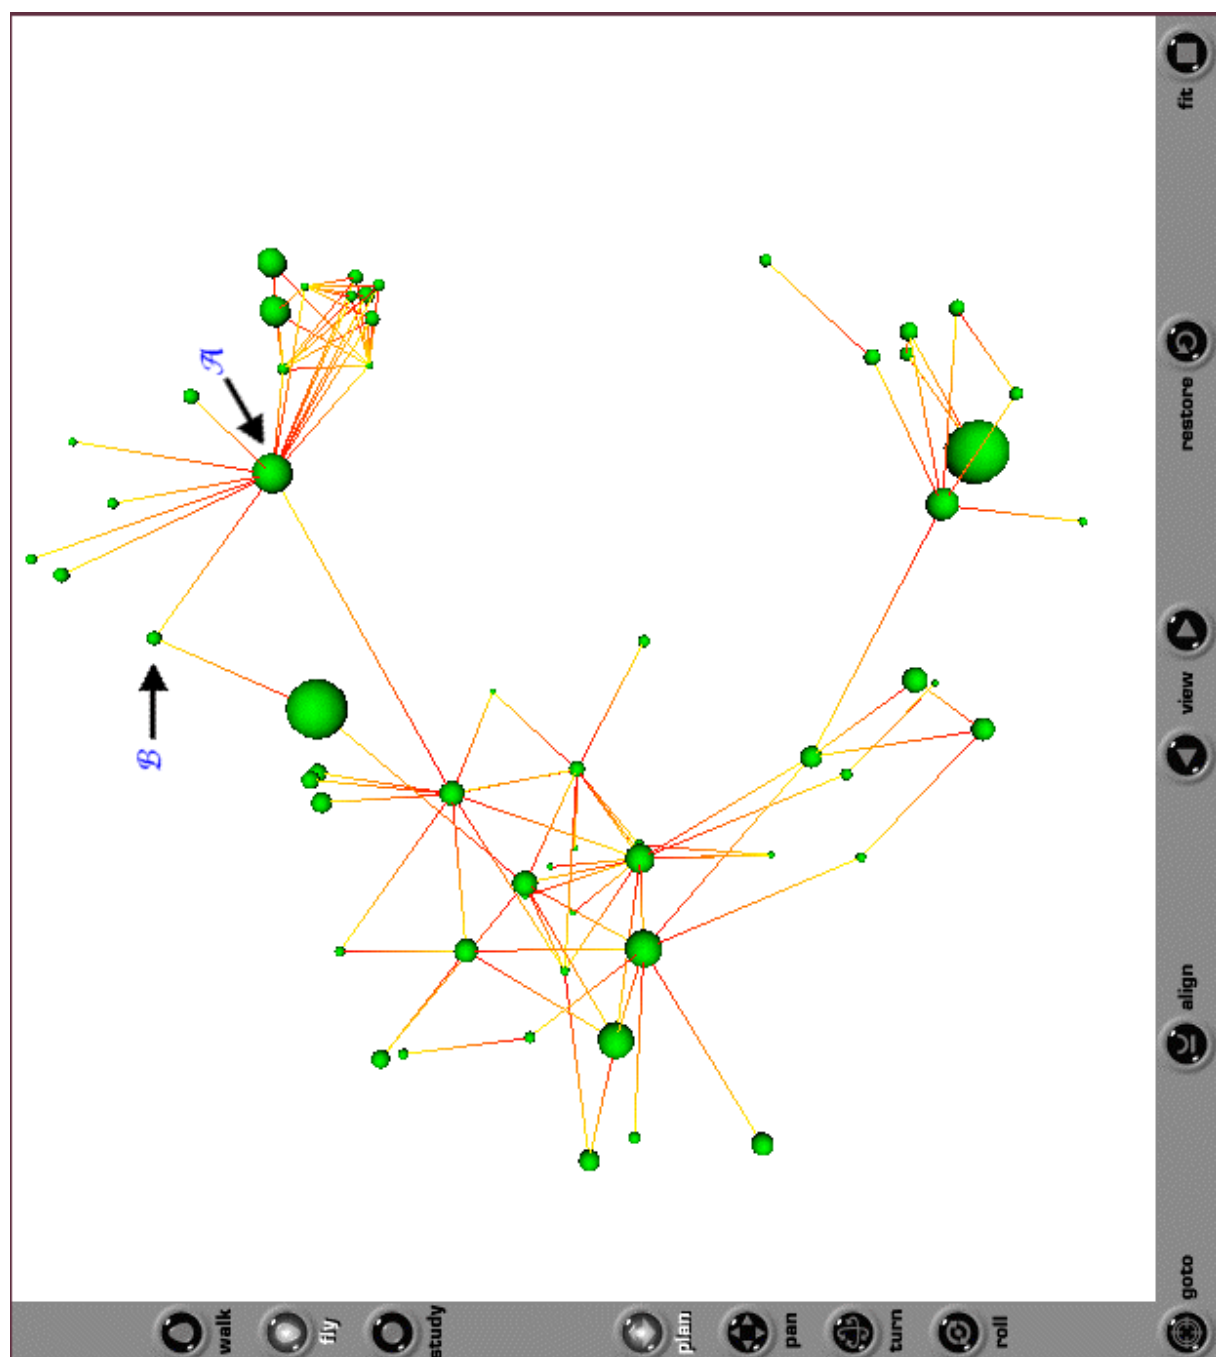 A
B
walk
fly
study
plan
pan
turn
roll
goto
align
view
restore
fit